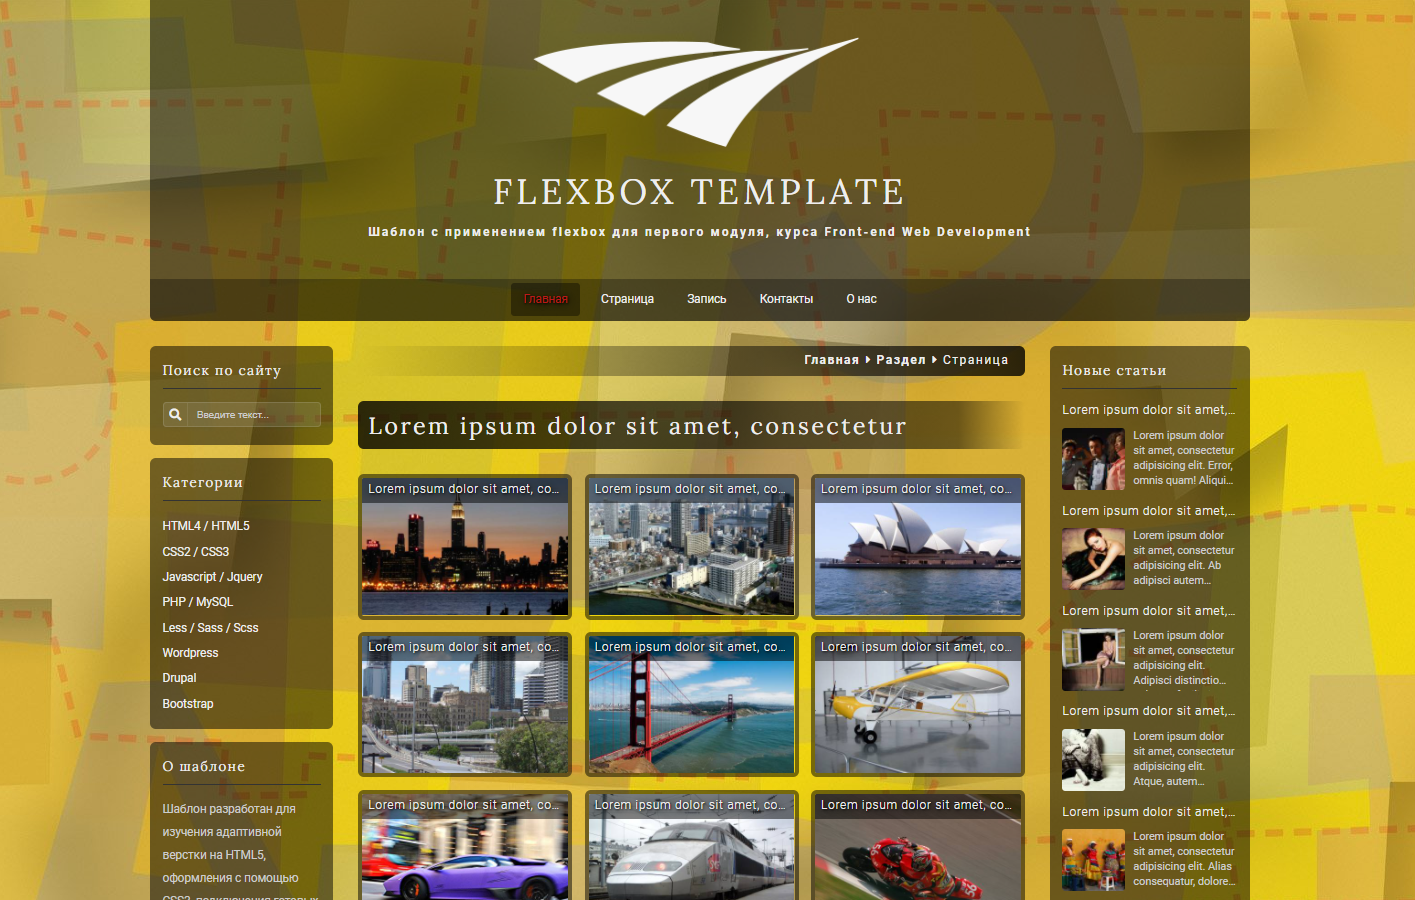 FLEXBOX TEMPLATE
Шаблон с применением flexbox для первого модуля, курса Front-end Web Development
Главная
Страница
Запись
Контакты
О нас
Поиск по сайту
Введите текст...
Категории
HTML4 / HTML5
CSS2 / CSS3
Javascript / Jquery
PHP / MySQL
Less / Sass / Scss
Wordpress
Drupal
Bootstrap
О шаблоне
Шаблон разработан для
изучения адаптивной
верстки на HTML5,
оформления с помощью
CSS3, подключения готовых
Главная Раздел Страница
Lorem ipsum dolor sit amet, consectetur
Lorem ipsum dolor sit amet, co...
Lorem ipsum dolor sit amet, co...
Lorem ipsum dolor sit amet, co...
Lorem ipsum dolor sit amet, co...
Lorem ipsum dolor sit amet, co...
Lorem ipsum dolor sit amet, co...
Lorem ipsum dolor sit amet, co...
Lorem ipsum dolor sit amet, co...
Lorem ipsum dolor sit amet, co...
Новые статьи
Lorem ipsum dolor sit amet,...
Lorem ipsum dolor
sit amet, consectetur
adipisicing elit. Error,
omnis quam! Aliqui...
Lorem ipsum dolor sit amet,...
Lorem ipsum dolor
sit amet, consectetur
adipisicing elit. Ab
adipisci autem...
Lorem ipsum dolor sit amet,...
Lorem ipsum dolor
sit amet, consectetur
adipisicing elit.
Adipisci distinctio...
Lorem ipsum dolor sit amet,...
Lorem ipsum dolor
sit amet, consectetur
adipisicing elit.
Atque, autem...
Lorem ipsum dolor sit amet,...
Lorem ipsum dolor
sit amet, consectetur
adipisicing elit. Alias
consequatur, dolore...